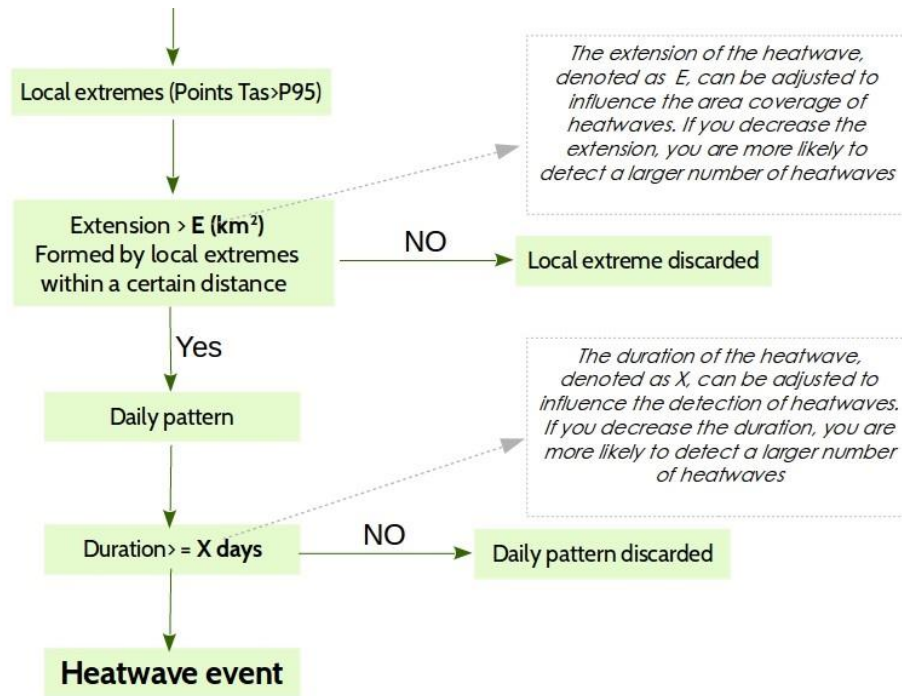 Local extremes (Points Tas>P95)
The extension of the heatwave,
denoted as E, can be adjusted to
influence the area coverage of
heatwaves. If you decrease the
extension, you are more likely to
detect a larger number of heatwaves
Extension > E (km²)
Formed by local extremes
within a certain distance
NO
Local extreme discarded
Yes
The duration of the heatwave,
denoted as X, can be adjusted to
influence the detection of heatwaves.
If you decrease the duration, you are
more likely to detect a larger number
of heatwaves
Daily pattern
Duration> = X days
NO
Daily pattern discarded
Heatwave event